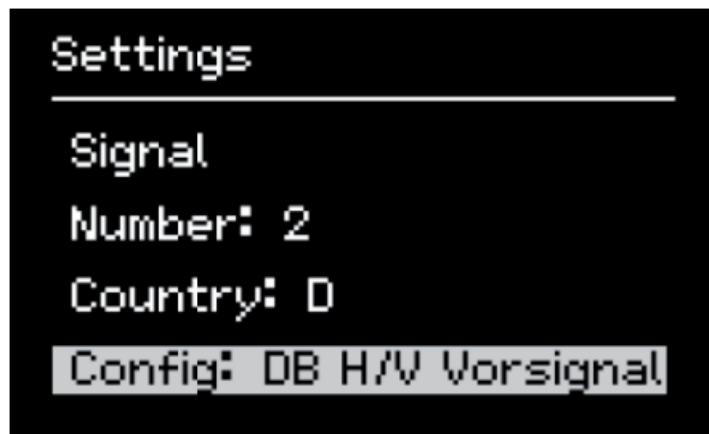 Settings
Signal
Number: 2
Country: D
Config: DB H/V Vorsignal